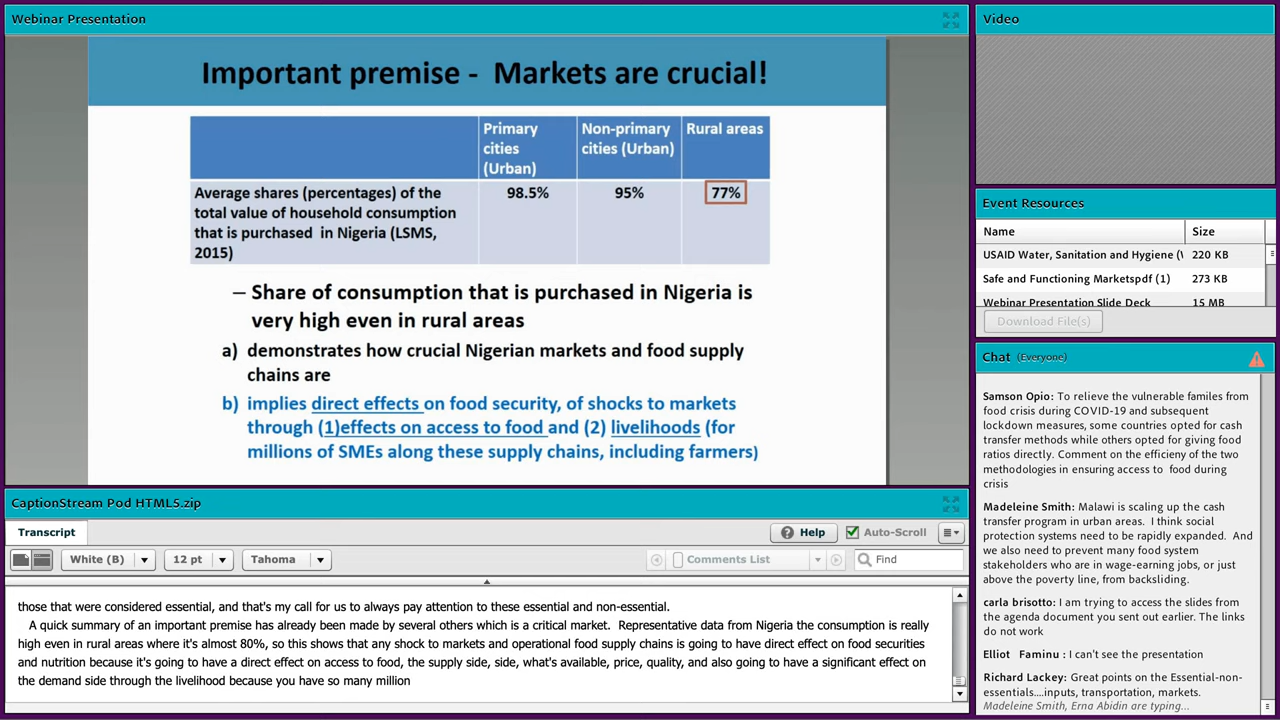 Webinar Presentation
Important premise - Markets are crucial!
Primary cities (Urban)
Non-primary cities (Urban)
Rural areas
Average shares (percentages) of the
total value of household consumption
that is purchased in Nigeria (LSMS,
2015)
98.5%
95%
77%
– Share of consumption that is purchased in Nigeria is
very high even in rural areas
a) demonstrates how crucial Nigerian markets and food supply
chains are
b) implies direct effects on food security, of shocks to markets
through (1)effects on access to food and (2) livelihoods (for
millions of SMEs along these supply chains, including farmers)
CaptionStream Pod HTML5.zip
Transcript
Help
Auto-Scroll
White (B)
12 pt
Tahoma
Comments List
Find
those that were considered essential, and that's my call for us to always pay attention to these essential and non-essential.
A quick summary of an important premise has already been made by several others which is a critical market. Representative data from Nigeria the consumption is really
high even in rural areas where it's almost 80%, so this shows that any shock to markets and operational food supply chains is going to have direct effect on food securities
and nutrition because it's going to have a direct effect on access to food, the supply side, side, what's available, price, quality, and also going to have a significant effect on
the demand side through the livelihood because you have so many million
Video
Event Resources
Name Size
USAID Water, Sanitation and Hygiene (\ 220 KB
Safe and Functioning Marketspdf (1) 273 KB
Webinar Presentation Slide Deck 15 MB
Download File(s)
Chat (Everyone)
Samson Opio: To relieve the vulnerable familes from
food crisis during COVID-19 and subsequent
lockdown measures, some countries opted for cash
transfer methods while others opted for giving food
ratios directly. Comment on the efficieny of the two
methodologies in ensuring access to food during
crisis
Madeleine Smith: Malawi is scaling up the cash
transfer program in urban areas. I think social
protection systems need to be rapidly expanded. And
we also need to prevent many food system
stakeholders who are in wage-earning jobs, or just
above the poverty line, from backsliding.
carla brisotto: I am trying to access the slides from
the agenda document you sent out earlier. The links
do not work
Elliot Faminu : I can't see the presentation
Richard Lackey: Great points on the Essential-non-
essentials....inputs, transportation, markets.
Madeleine Smith, Erna Abidin are typing...